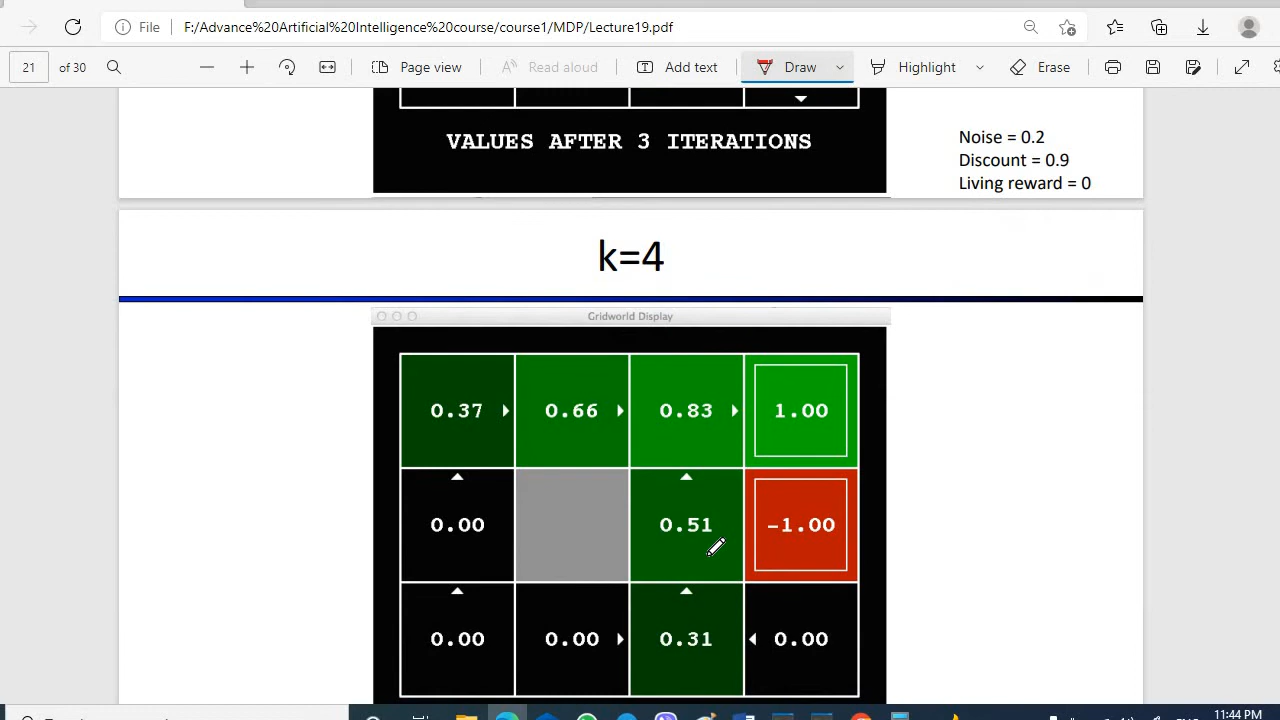 File F:/Advance%20Artificial%20Intelligence%20course/course1/MDP/Lecture19.pdf
21 of 30 Page view Read aloud Add text Draw Highlight Erase
VALUES AFTER 3 ITERATIONS
Noise = 0.2
Discount = 0.9
Living reward = 0
k=4
Gridworld Display
0.37 0.66 0.83 1.00
0.00 0.51 -1.00
0.00 0.00 0.31 0.00
11:44 PM